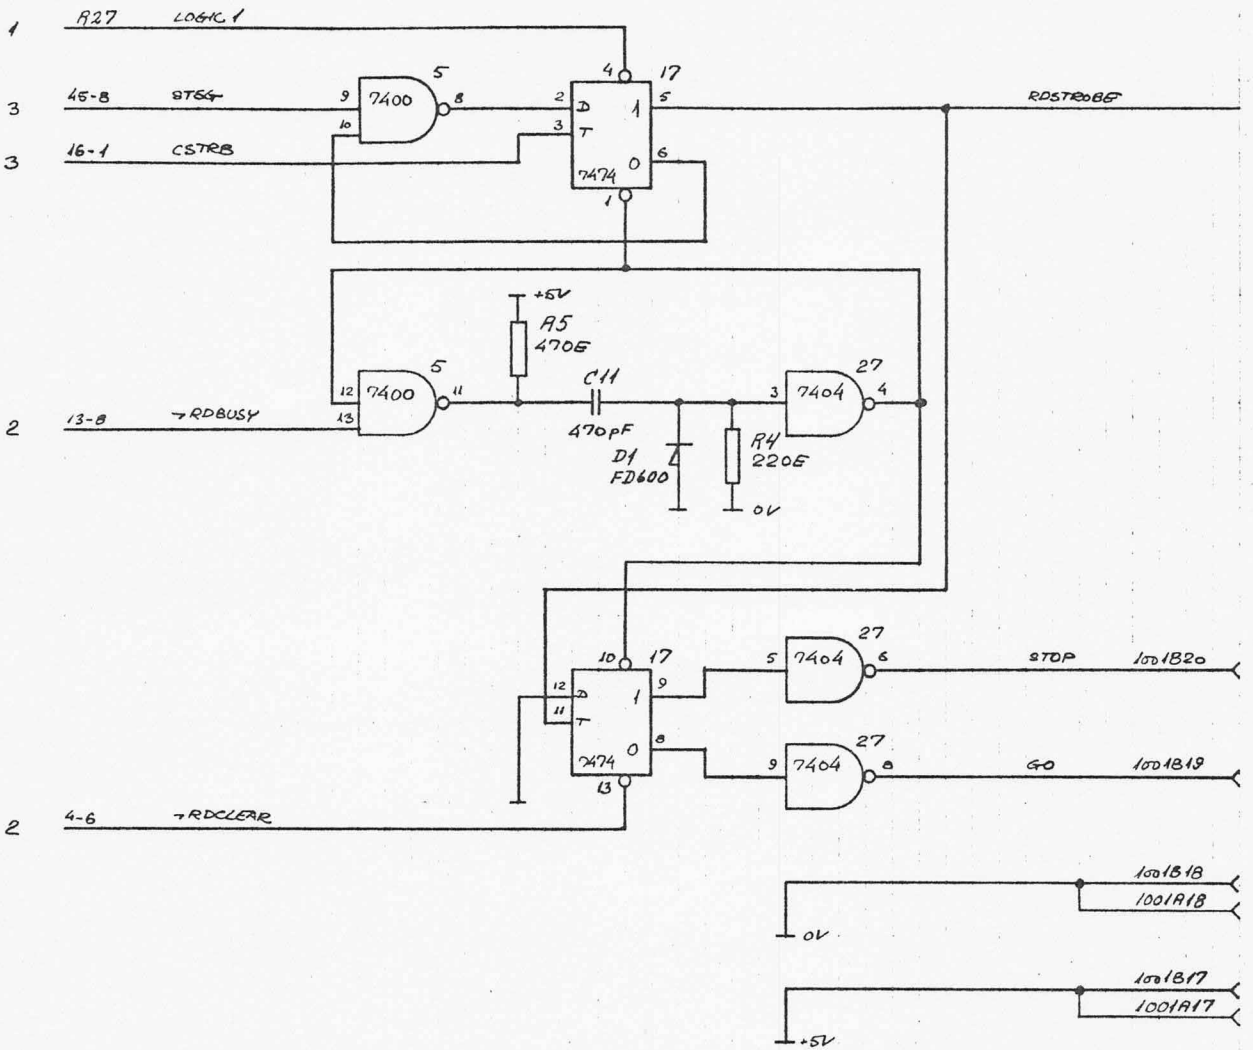 1 R27 LOGIC 1
4 17
5
3 45-8 STEG 9 7400 8 2 D 1 5 RDSTROBE
10 3 T
3 16-1 CSTRB 0 6
7474
1
+5V
R5
470E
5 C11 27
12 7400 11 3 7404 4
2 13-8 ¬RDBUSY 13
470pF R4
D1 220E
FD600
0V
10 17 27
5 7404 6 STOP 1001B20
12 D 1 9
11 T
0 8 27
7474 9 7404 8 GO 1001B19
13
2 4-6 ¬RDCLEAR
1001B18
1001A18
0V
1001B17
1001A17
+5V